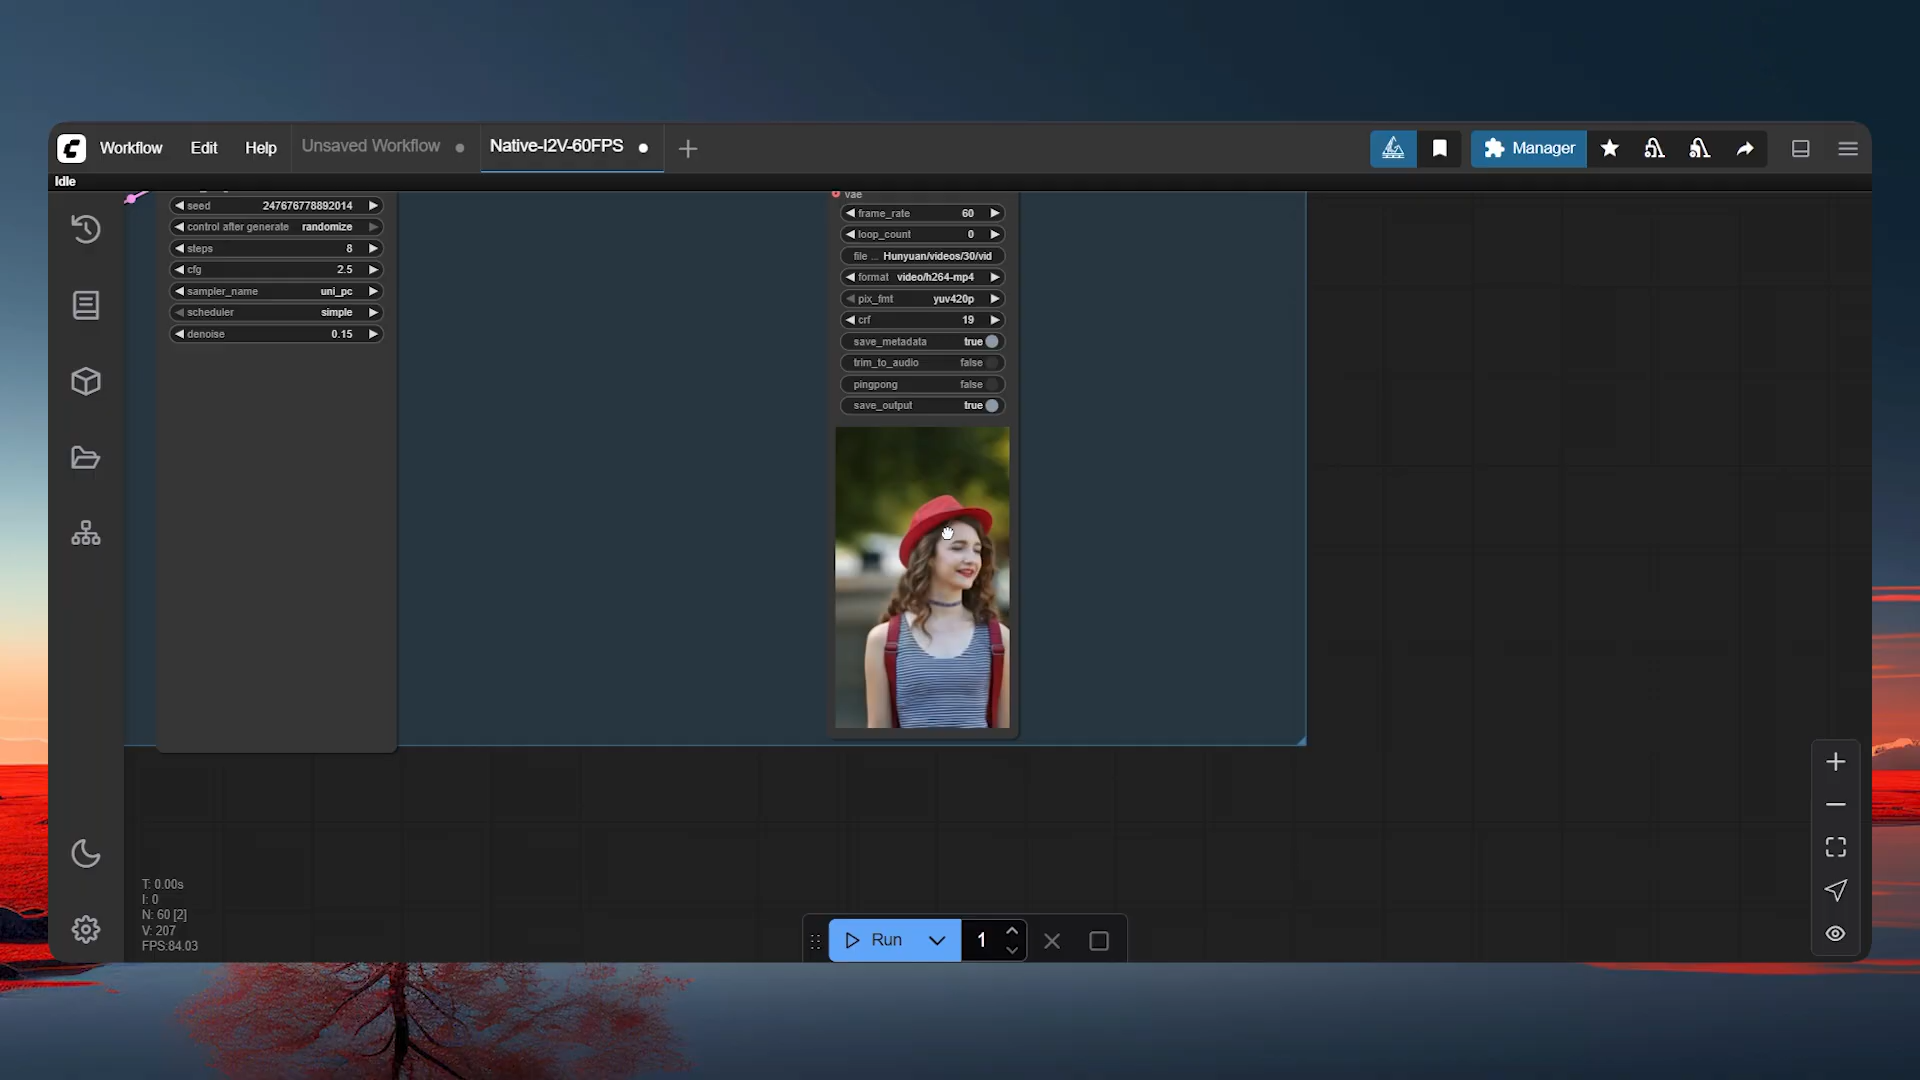 Workflow Edit Help Unsaved Workflow Native-I2V-60FPS Manager
Idle
seed 247676778892014
control after generate randomize
steps 8
cfg 2.5
sampler_name uni_pc
scheduler simple
denoise 0.15
vae
frame_rate 60
loop_count 0
file ... Hunyuan/videos/30/vid
format video/h264-mp4
pix_fmt yuv420p
crf 19
save_metadata true
trim_to_audio false
pingpong false
save_output true
T: 0.00s
I: 0
N: 60 [2]
V: 207
FPS:84.03
Run 1